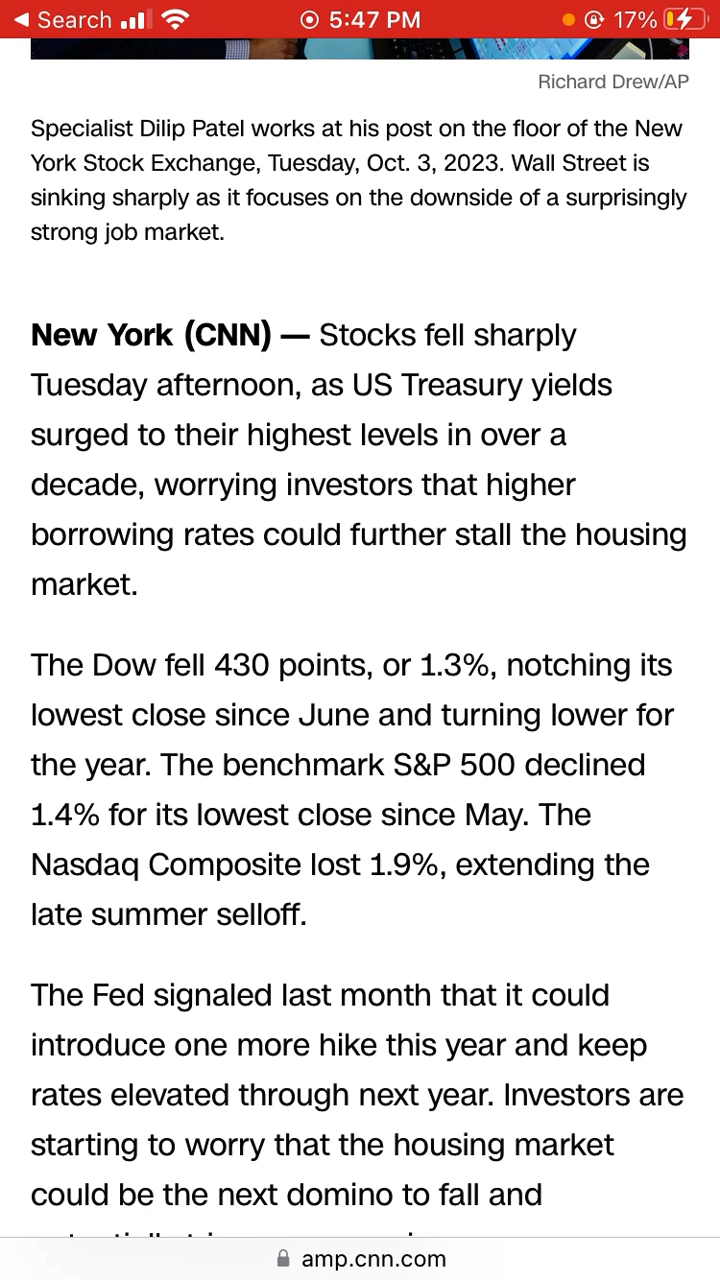 Search 5:47 PM 17%
Richard Drew/AP
Specialist Dilip Patel works at his post on the floor of the New
York Stock Exchange, Tuesday, Oct. 3, 2023. Wall Street is
sinking sharply as it focuses on the downside of a surprisingly
strong job market.
New York (CNN) — Stocks fell sharply
Tuesday afternoon, as US Treasury yields
surged to their highest levels in over a
decade, worrying investors that higher
borrowing rates could further stall the housing
market.
The Dow fell 430 points, or 1.3%, notching its
lowest close since June and turning lower for
the year. The benchmark S&P 500 declined
1.4% for its lowest close since May. The
Nasdaq Composite lost 1.9%, extending the
late summer selloff.
The Fed signaled last month that it could
introduce one more hike this year and keep
rates elevated through next year. Investors are
starting to worry that the housing market
could be the next domino to fall and
amp.cnn.com